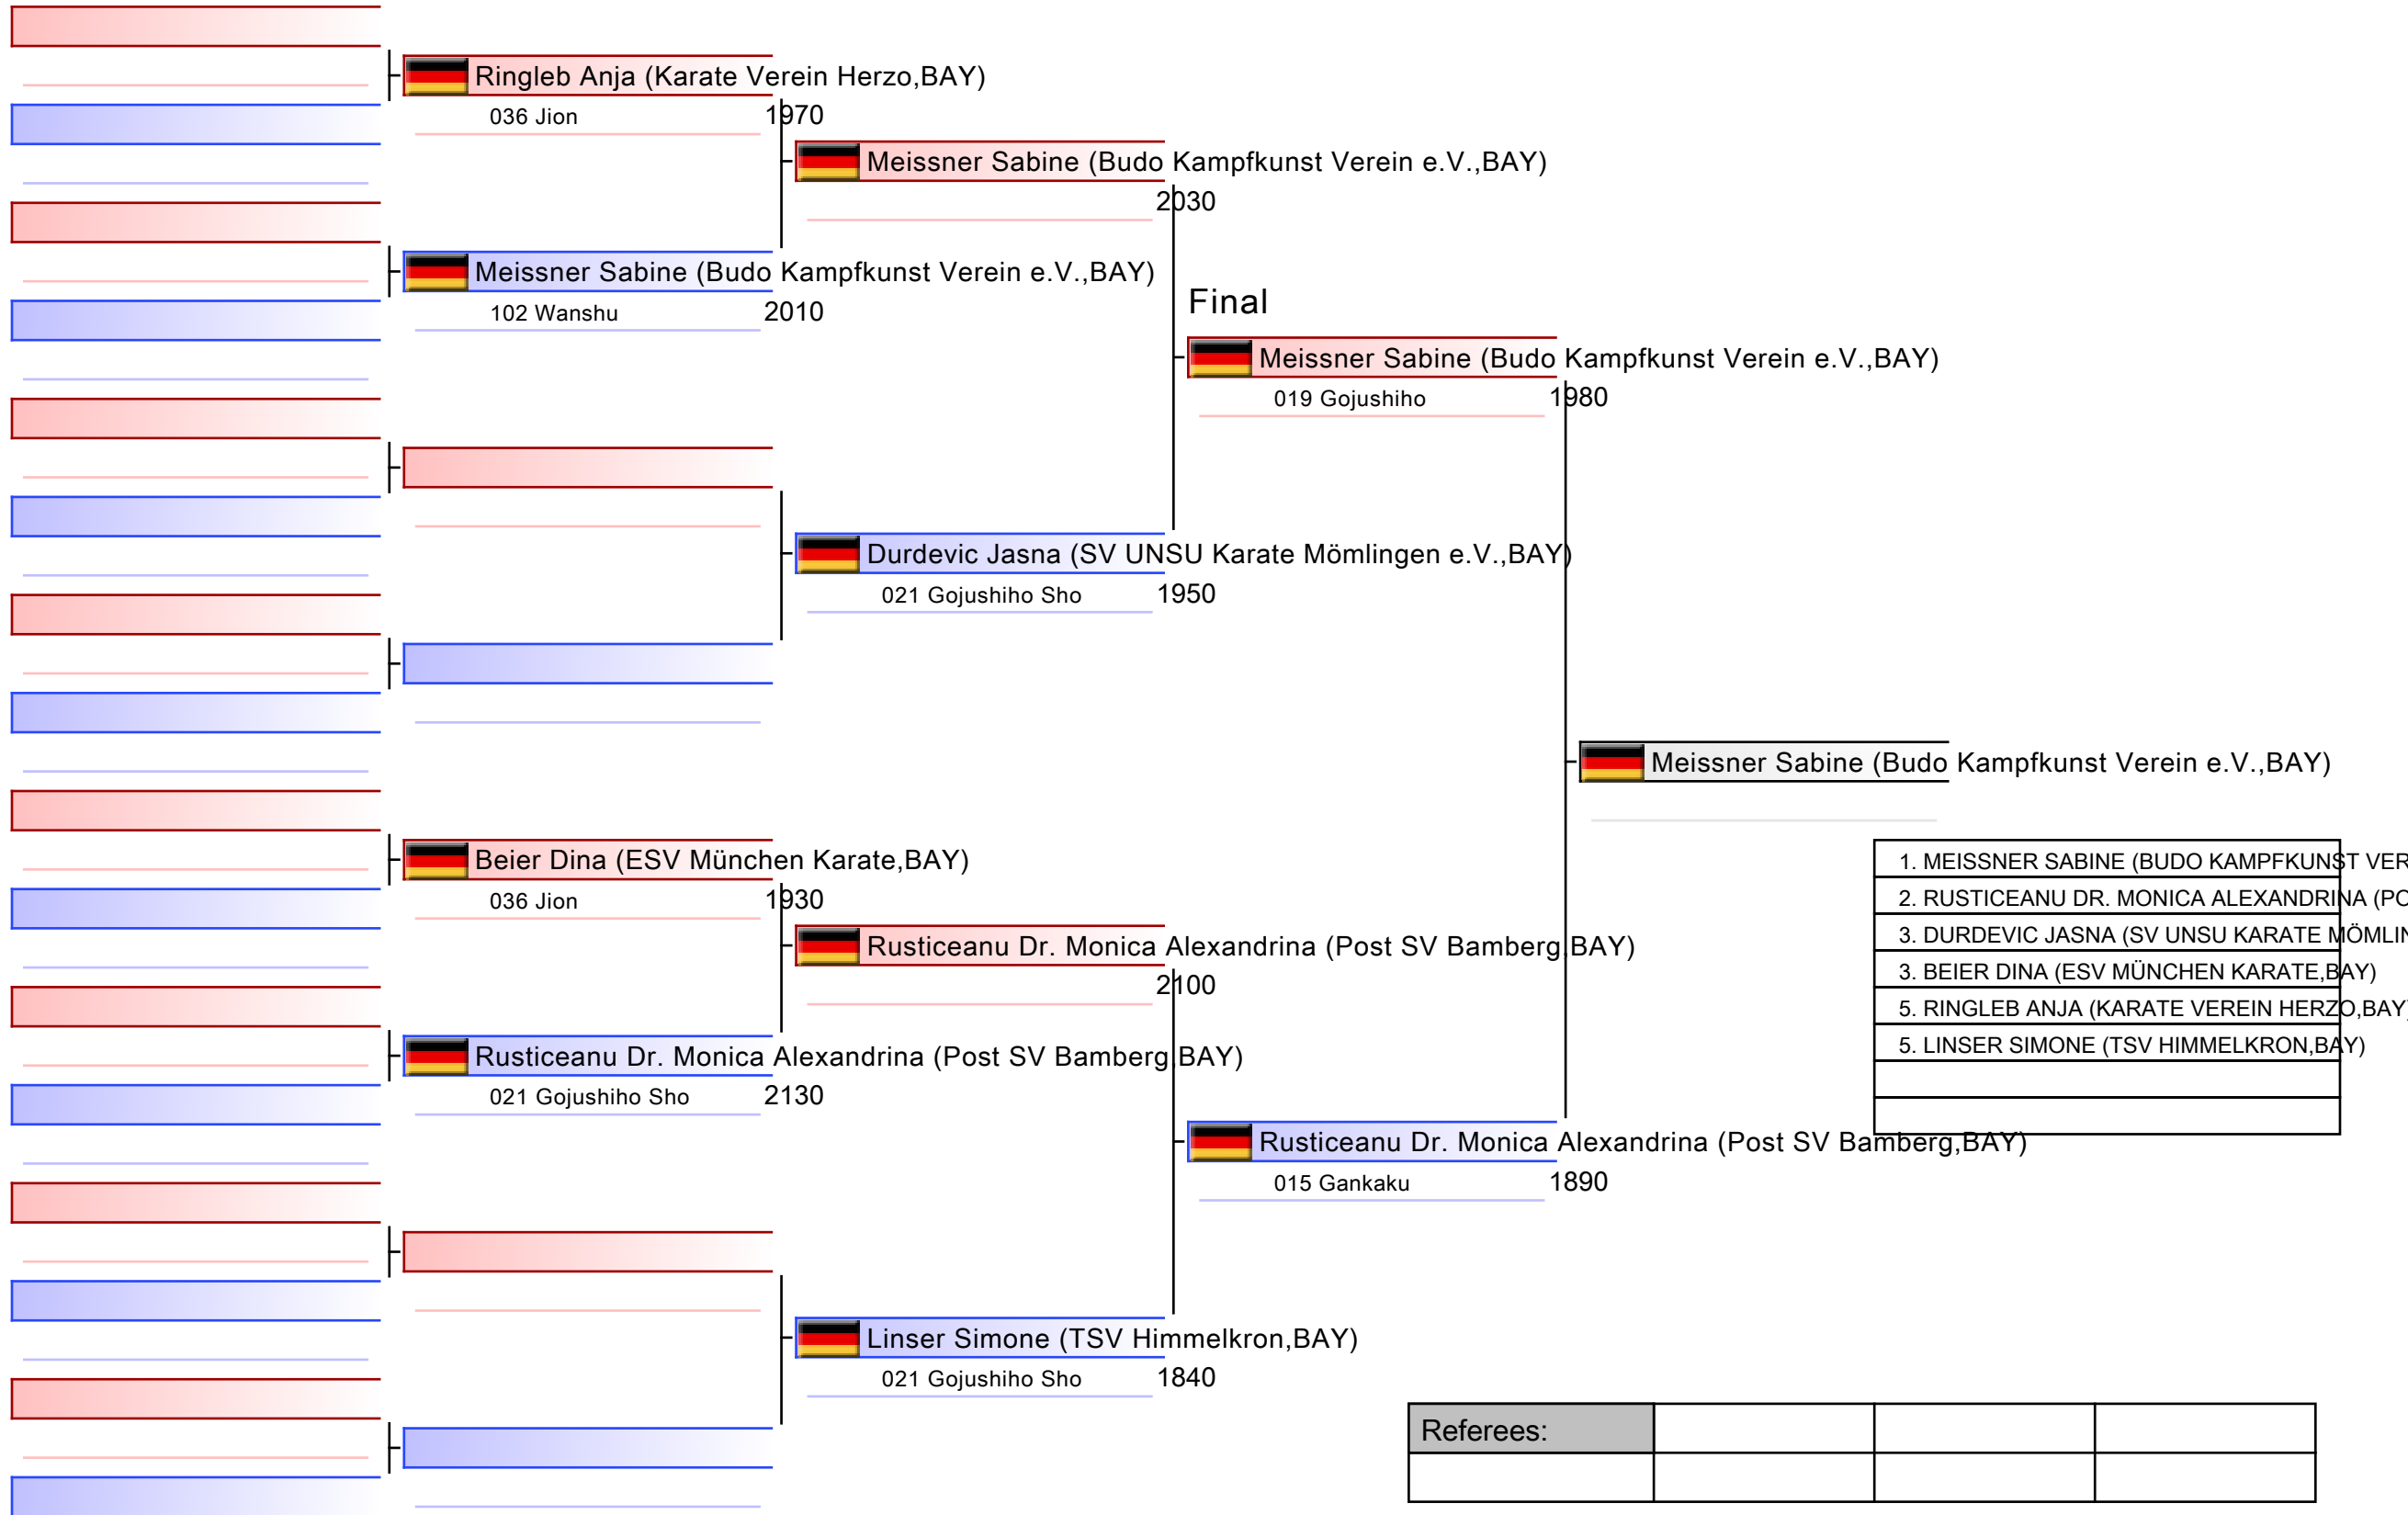 Ringleb Anja (Karate Verein Herzo,BAY)
036 Jion 1970
Meissner Sabine (Budo Kampfkunst Verein e.V.,BAY)
2030
Meissner Sabine (Budo Kampfkunst Verein e.V.,BAY)
102 Wanshu 2010
Final
Meissner Sabine (Budo Kampfkunst Verein e.V.,BAY)
019 Gojushiho 1980
Durdevic Jasna (SV UNSU Karate Mömlingen e.V.,BAY)
021 Gojushiho Sho 1950
Meissner Sabine (Budo Kampfkunst Verein e.V.,BAY)
Beier Dina (ESV München Karate,BAY)
036 Jion 1930
Rusticeanu Dr. Monica Alexandrina (Post SV Bamberg,BAY)
2100
Rusticeanu Dr. Monica Alexandrina (Post SV Bamberg,BAY)
021 Gojushiho Sho 2130
1. MEISSNER SABINE (BUDO KAMPFKUNST VER
2. RUSTICEANU DR. MONICA ALEXANDRINA (PO
3. DURDEVIC JASNA (SV UNSU KARATE MÖMLIN
3. BEIER DINA (ESV MÜNCHEN KARATE,BAY)
5. RINGLEB ANJA (KARATE VEREIN HERZO,BAY)
5. LINSER SIMONE (TSV HIMMELKRON,BAY)
Rusticeanu Dr. Monica Alexandrina (Post SV Bamberg,BAY)
015 Gankaku 1890
Linser Simone (TSV Himmelkron,BAY)
021 Gojushiho Sho 1840
Referees: